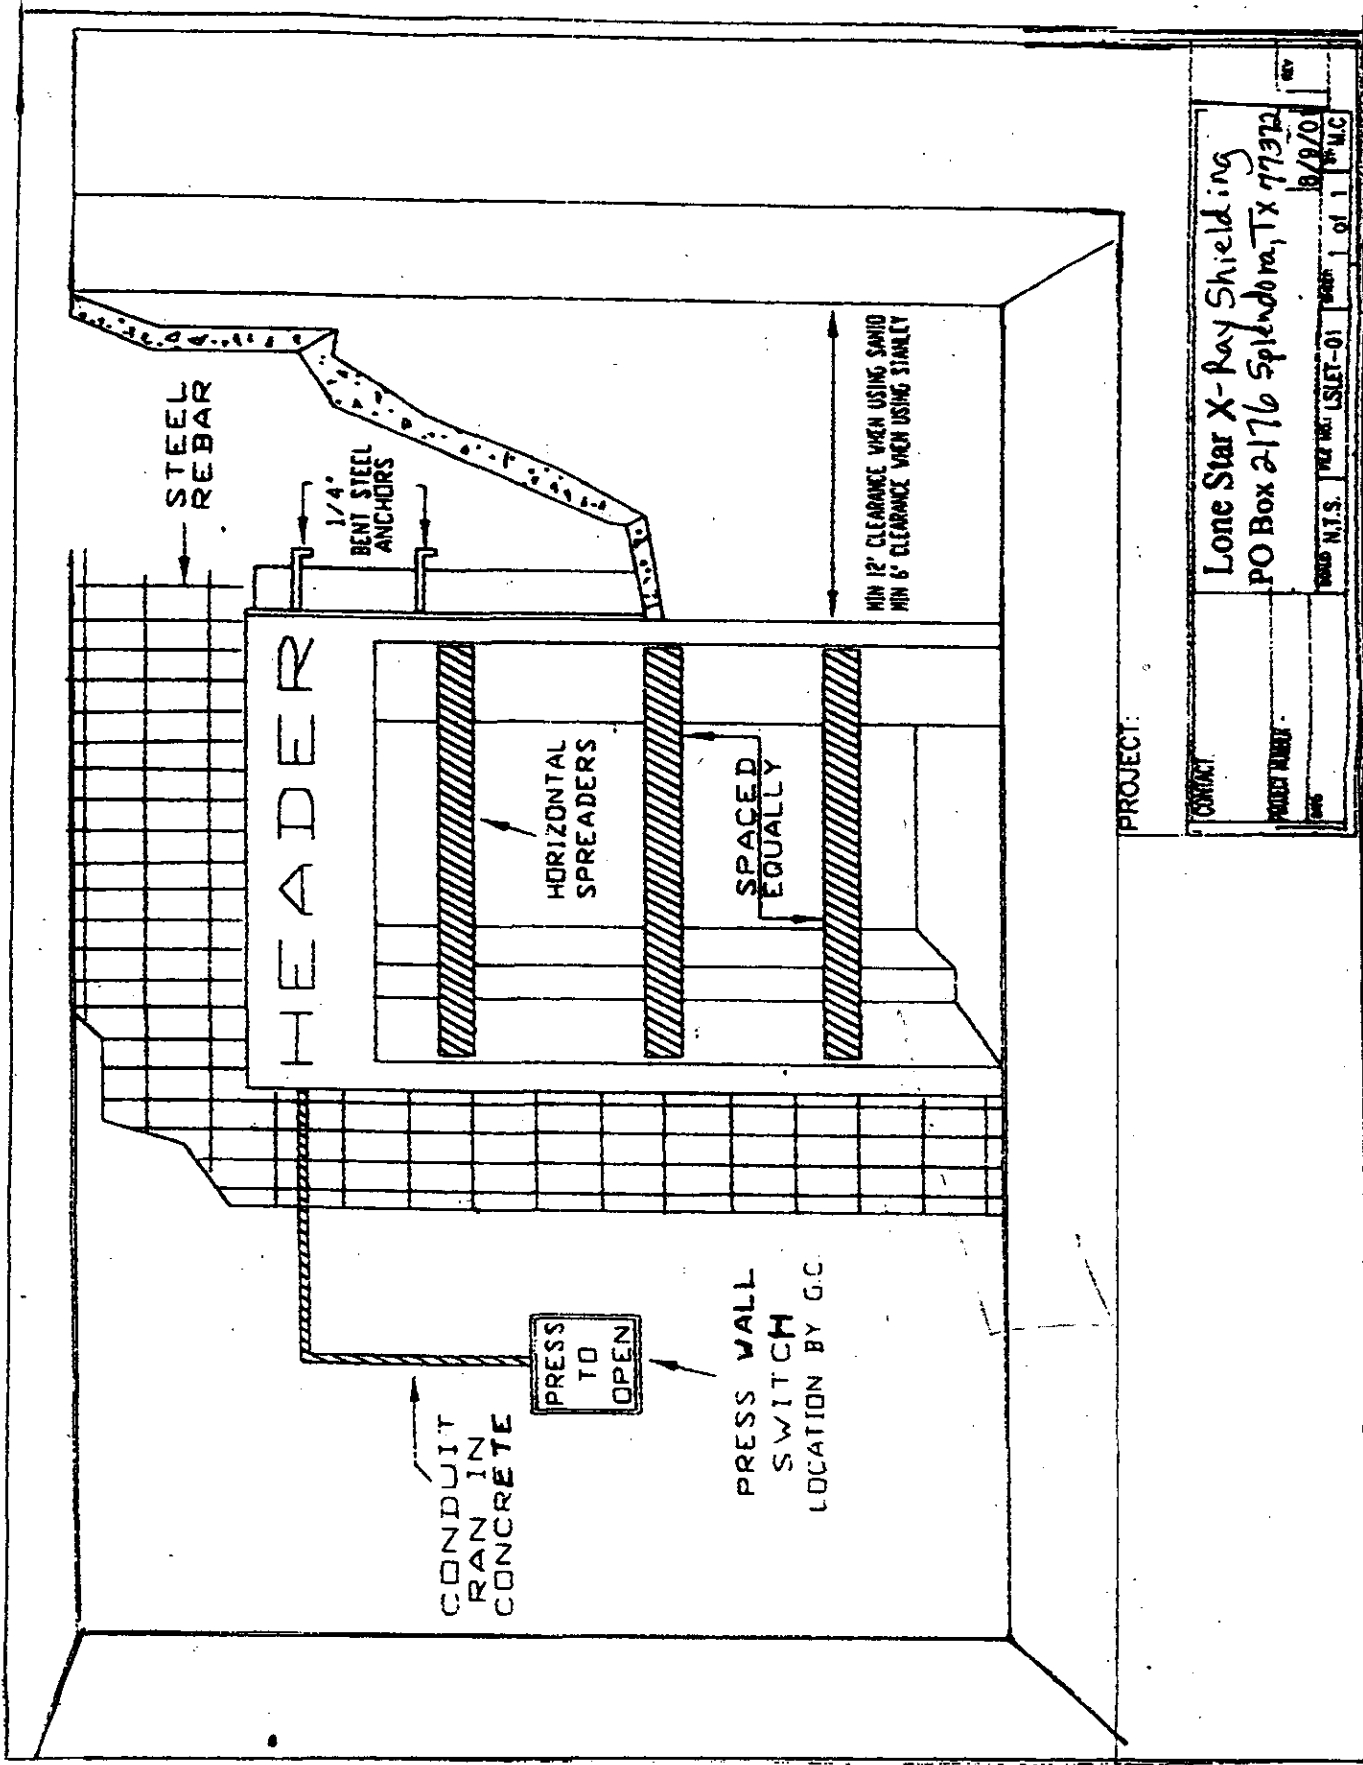 STEEL
REBAR
1/4"
BENT STEEL
ANCHORS
HEADER
HORIZONTAL
SPREADERS
SPACED
EQUALLY
MIN 12" CLEARANCE WHEN USING SANID
MIN 6" CLEARANCE WHEN USING STANLEY
CONDUIT
RAN IN
CONCRETE
PRESS
TO
OPEN
PRESS WALL
SWITCH
LOCATION BY G.C.
PROJECT:
CONTACT
PROJECT NUMBER -
Lone Star X-Ray Shielding
PO Box 2176 Splendora, Tx 77372
REV
8/9/01
N.T.S.
LSLET-01
1 of 1
BY M.C